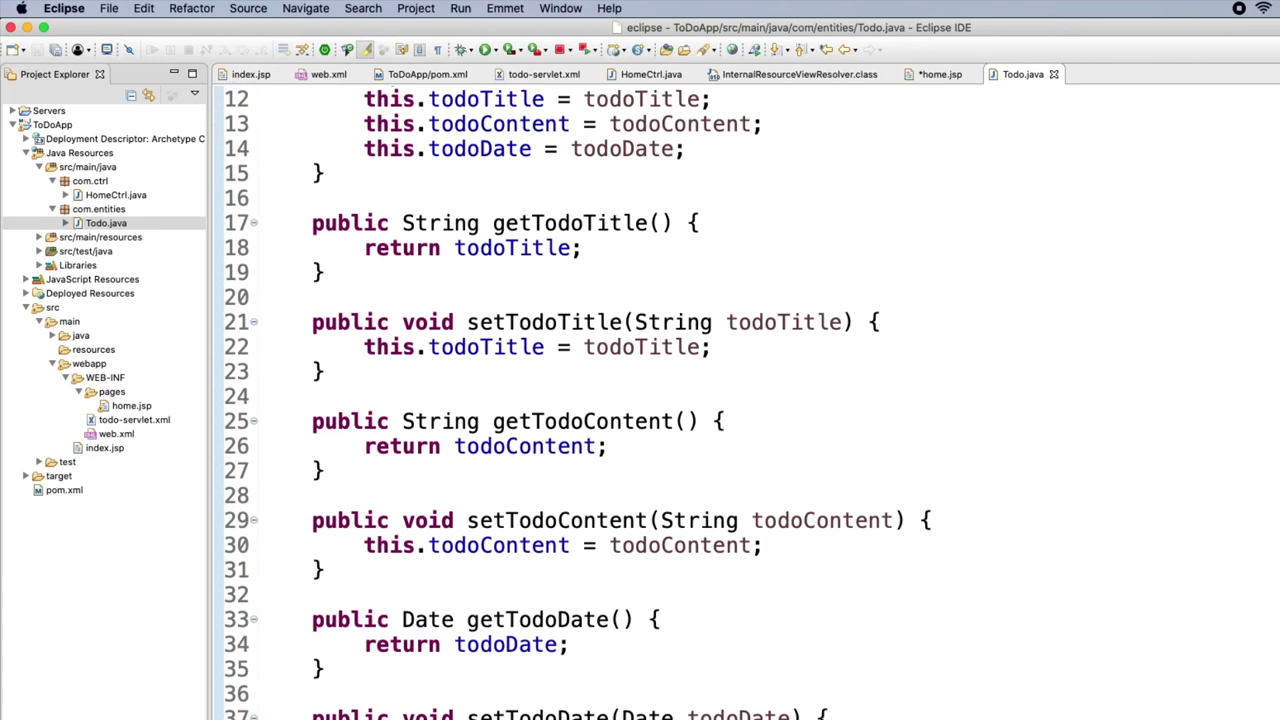 Eclipse File Edit Refactor Source Navigate Search Project Run Emmet Window Help
eclipse - ToDoApp/src/main/java/com/entities/Todo.java - Eclipse IDE
Project Explorer
index.jsp web.xml ToDoApp/pom.xml todo-servlet.xml HomeCtrl.java InternalResourceViewResolver.class *home.jsp Todo.java
Servers
ToDoApp
Deployment Descriptor: Archetype C
Java Resources
src/main/java
com.ctrl
HomeCtrl.java
com.entities
Todo.java
src/main/resources
src/test/java
Libraries
JavaScript Resources
Deployed Resources
src
main
java
resources
webapp
WEB-INF
pages
home.jsp
todo-servlet.xml
web.xml
index.jsp
test
target
pom.xml
12 this.todoTitle = todoTitle;
13 this.todoContent = todoContent;
14 this.todoDate = todoDate;
15 }
16
17 public String getTodoTitle() {
18 return todoTitle;
19 }
20
21 public void setTodoTitle(String todoTitle) {
22 this.todoTitle = todoTitle;
23 }
24
25 public String getTodoContent() {
26 return todoContent;
27 }
28
29 public void setTodoContent(String todoContent) {
30 this.todoContent = todoContent;
31 }
32
33 public Date getTodoDate() {
34 return todoDate;
35 }
36
37 public void setTodoDate(Date todoDate) {